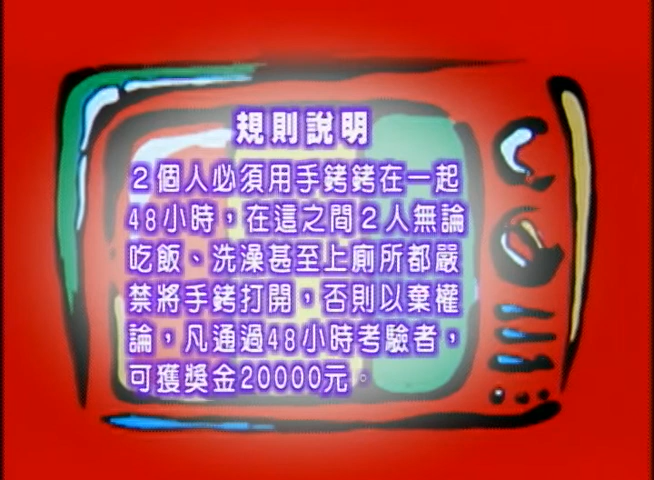 規則說明
２個人必須用手銬銬在一起
48小時，在這之間２人無論
吃飯、洗澡甚至上廁所都嚴
禁將手銬打開，否則以棄權
論，凡通過48小時考驗者，
可獲獎金20000元。